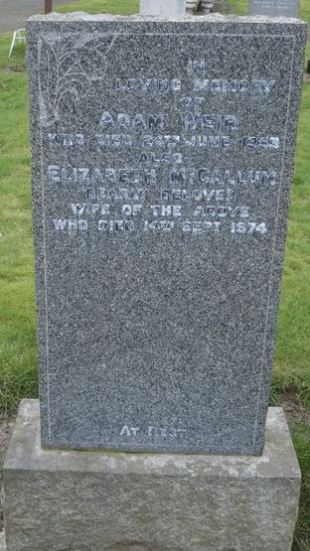 IN
LOVING MEMORY
OF
ADAM WEIR
WHO DIED 24TH JUNE
ALSO
ELIZABETH McCALLUM
DEARLY BELOVED
WIFE OF THE ABOVE
WHO DIED 14TH SEPT 1974
AT REST